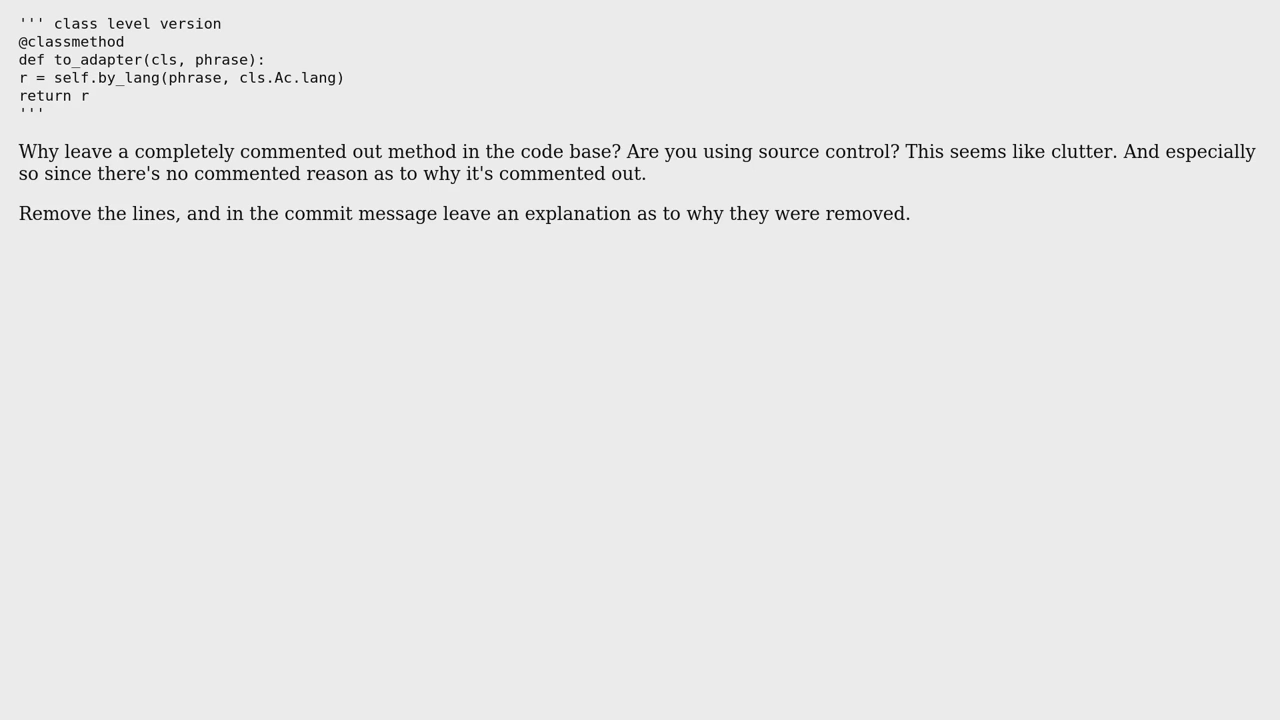 ''' class level version
@classmethod
def to_adapter(cls, phrase):
r = self.by_lang(phrase, cls.Ac.lang)
return r
'''
Why leave a completely commented out method in the code base? Are you using source control? This seems like clutter. And especially
so since there's no commented reason as to why it's commented out.
Remove the lines, and in the commit message leave an explanation as to why they were removed.